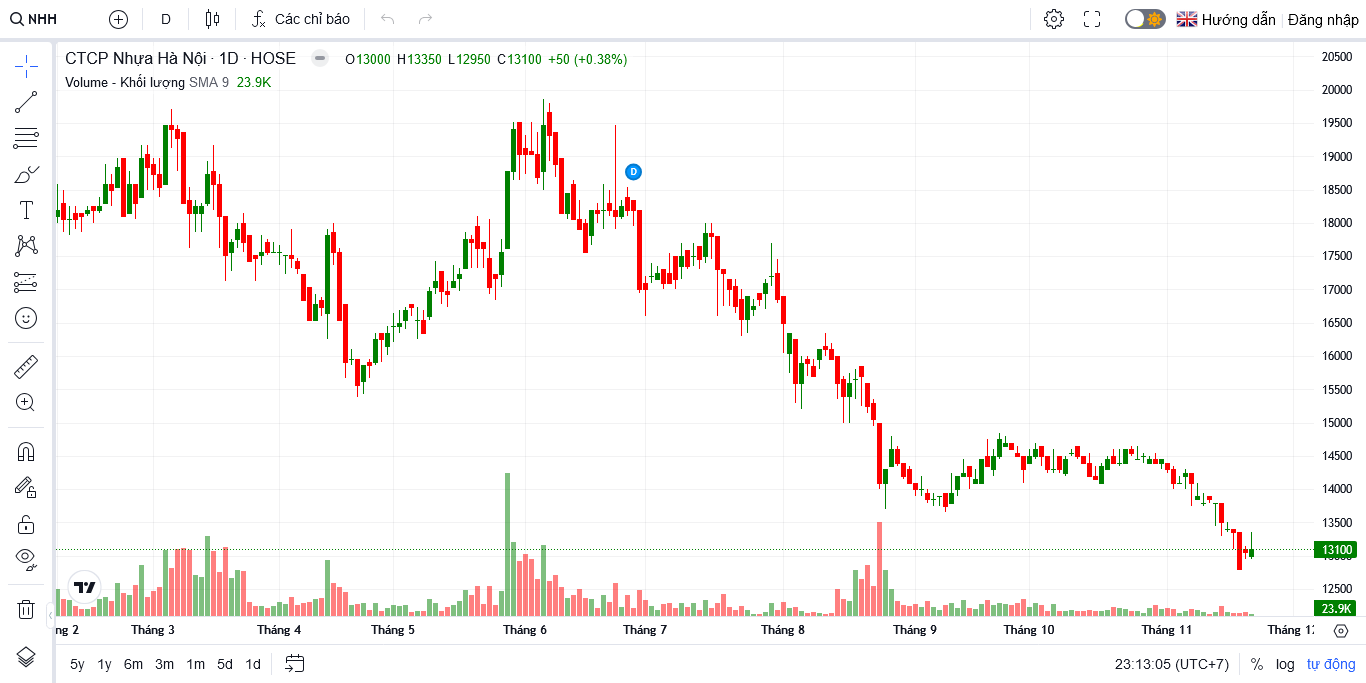 NHH D Các chỉ báo Hướng dẫn Đăng nhập
CTCP Nhựa Hà Nội · 1D · HOSE O13000 H13350 L12950 C13100 +50 (+0.38%)
Volume - Khối lượng SMA 9 23.9K
D
20500
20000
19500
19000
18500
18000
17500
17000
16500
16000
15500
15000
14500
14000
13500
13100
12500
23.9K
ng 2 Tháng 3 Tháng 4 Tháng 5 Tháng 6 Tháng 7 Tháng 8 Tháng 9 Tháng 10 Tháng 11 Tháng 1
5y 1y 6m 3m 1m 5d 1d 23:13:05 (UTC+7) % log tự động